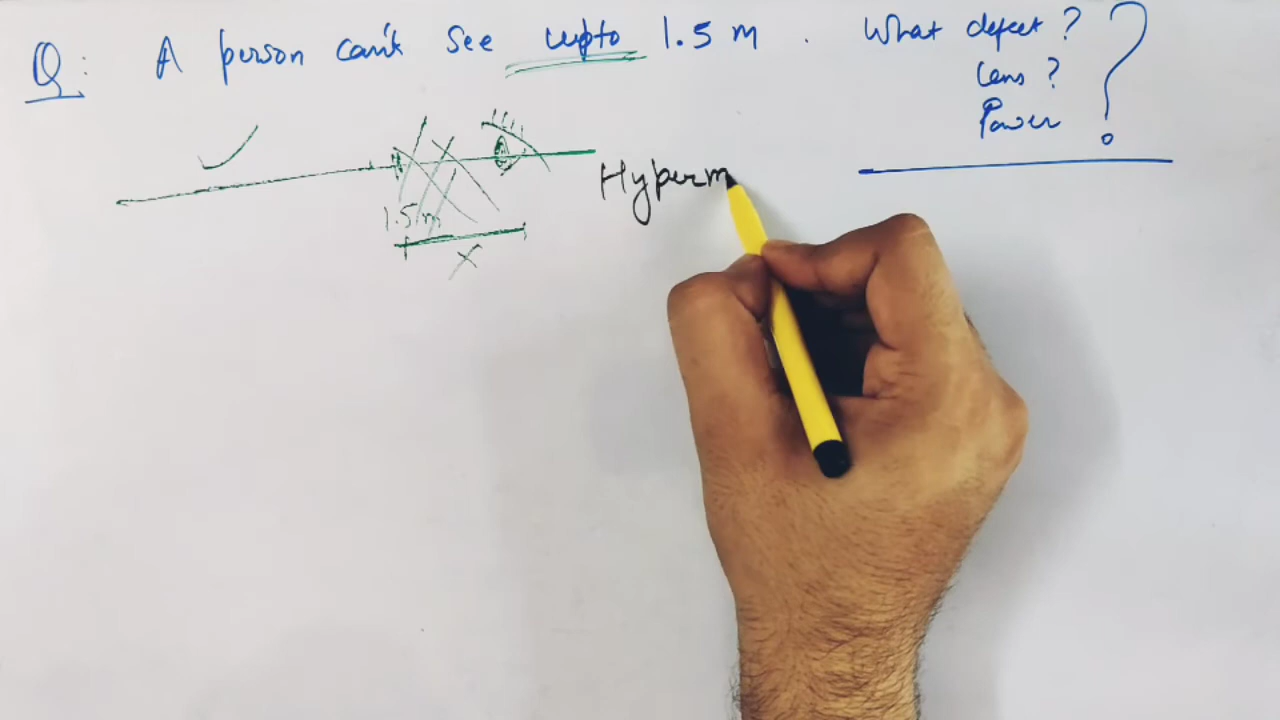 Q: A person can't see upto 1.5 m. What defect?
Lens?
Power
?
1.5m
Hyperm